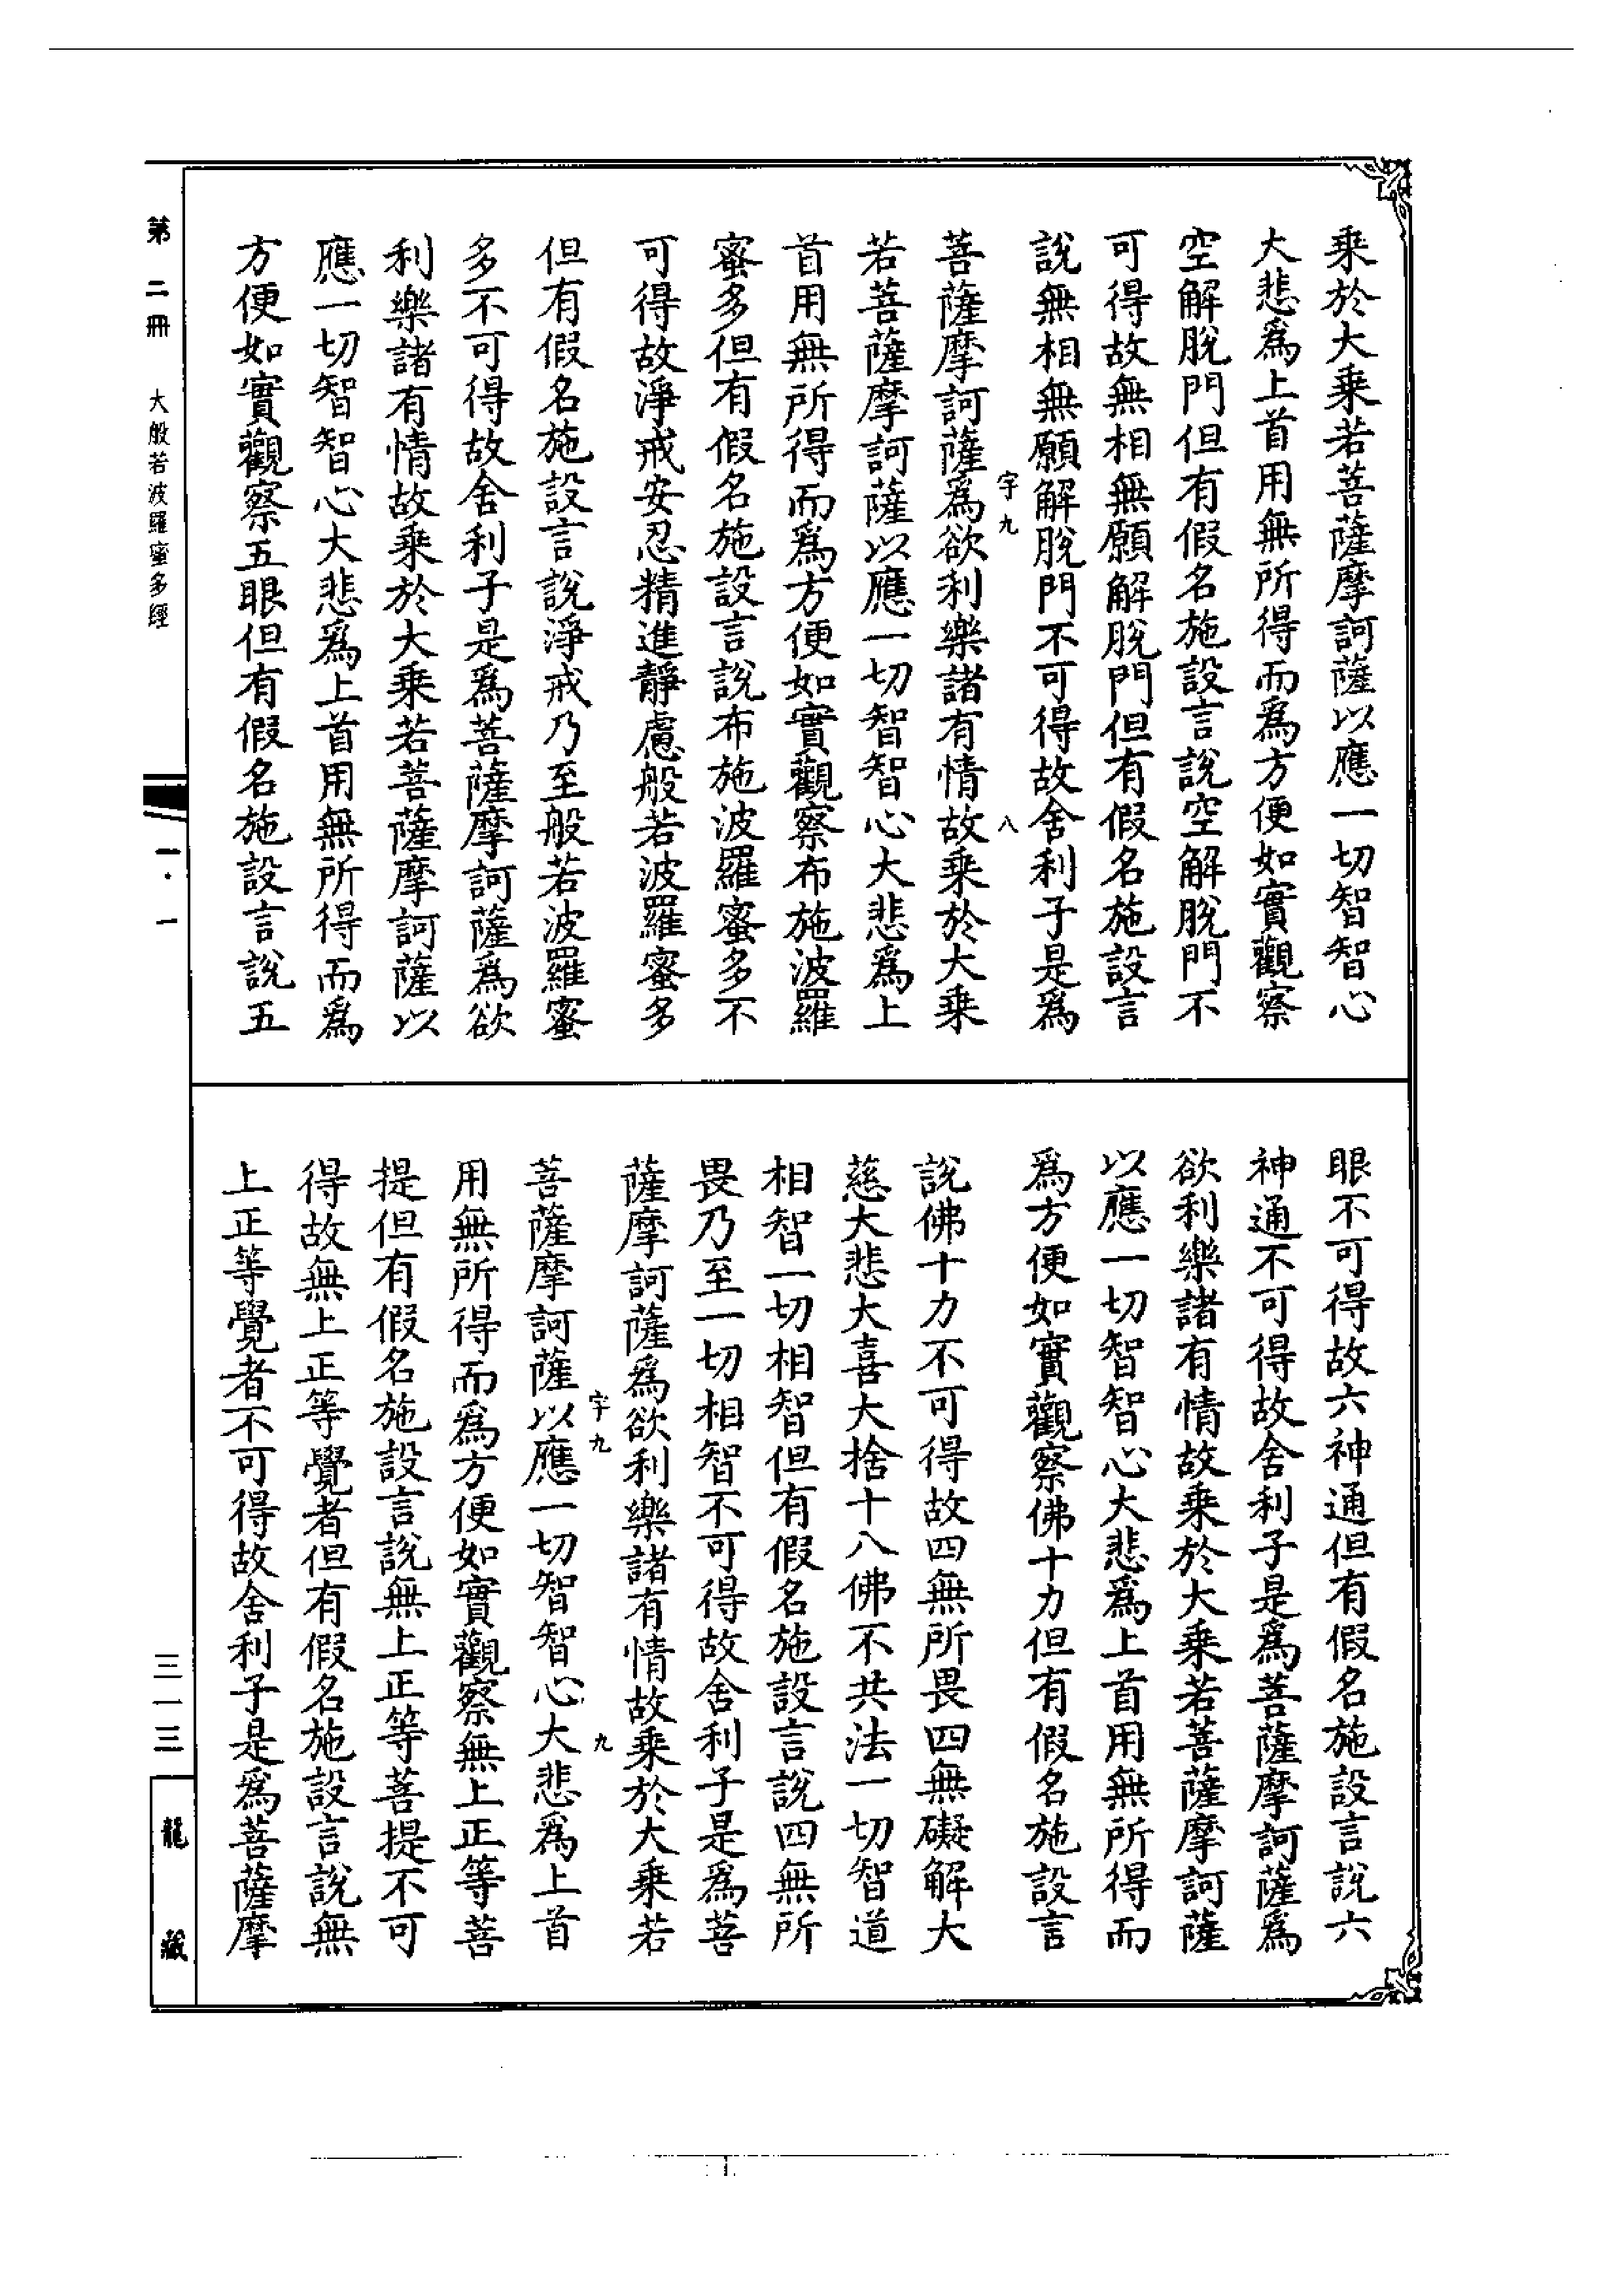 乘於大乘若菩薩摩訶薩以應一切智智心
大悲爲上首用無所得而爲方便如實觀察
空解脫門但有假名施設言說空解脫門不
可得故無相無願解脫門但有假名施設言
說無相無願解脫門不可得故舍利子是爲
字九 八
菩薩摩訶薩爲欲利樂諸有情故乘於大乘
若菩薩摩訶薩以應一切智智心大悲爲上
首用無所得而爲方便如實觀察布施波羅
蜜多但有假名施設言說布施波羅蜜多不
可得故淨戒安忍精進靜慮般若波羅蜜多
但有假名施設言說淨戒乃至般若波羅蜜
多不可得故舍利子是爲菩薩摩訶薩爲欲
利樂諸有情故乘於大乘若菩薩摩訶薩以
應一切智智心大悲爲上首用無所得而爲
方便如實觀察五眼但有假名施設言說五
眼不可得故六神通但有假名施設言說六
神通不可得故舍利子是爲菩薩摩訶薩爲
欲利樂諸有情故乘於大乘若菩薩摩訶薩
以應一切智智心大悲爲上首用無所得而
爲方便如實觀察佛十力但有假名施設言
說佛十力不可得故四無所畏四無礙解大
慈大悲大喜大捨十八佛不共法一切智道
相智一切相智但有假名施設言說四無所
畏乃至一切相智不可得故舍利子是爲菩
薩摩訶薩爲欲利樂諸有情故乘於大乘若
字九 九
菩薩摩訶薩以應一切智智心大悲爲上首
用無所得而爲方便如實觀察無上正等菩
提但有假名施設言說無上正等菩提不可
得故無上正等覺者但有假名施設言說無
上正等覺者不可得故舍利子是爲菩薩摩
第二冊 大般若波羅蜜多經 一·一 三一三 龍藏